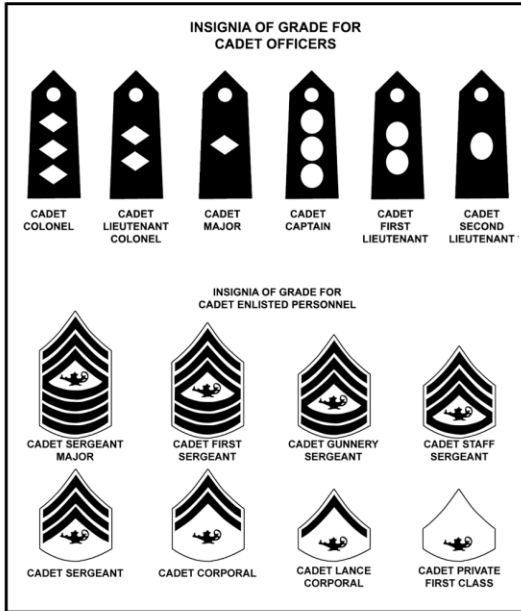 INSIGNIA OF GRADE FOR
CADET OFFICERS
CADET
COLONEL
CADET
LIEUTENANT
COLONEL
CADET
MAJOR
CADET
CAPTAIN
CADET
FIRST
LIEUTENANT
CADET
SECOND
LIEUTENANT
INSIGNIA OF GRADE FOR
CADET ENLISTED PERSONNEL
CADET SERGEANT
MAJOR
CADET FIRST
SERGEANT
CADET GUNNERY
SERGEANT
CADET STAFF
SERGEANT
CADET SERGEANT
CADET CORPORAL
CADET LANCE
CORPORAL
CADET PRIVATE
FIRST CLASS